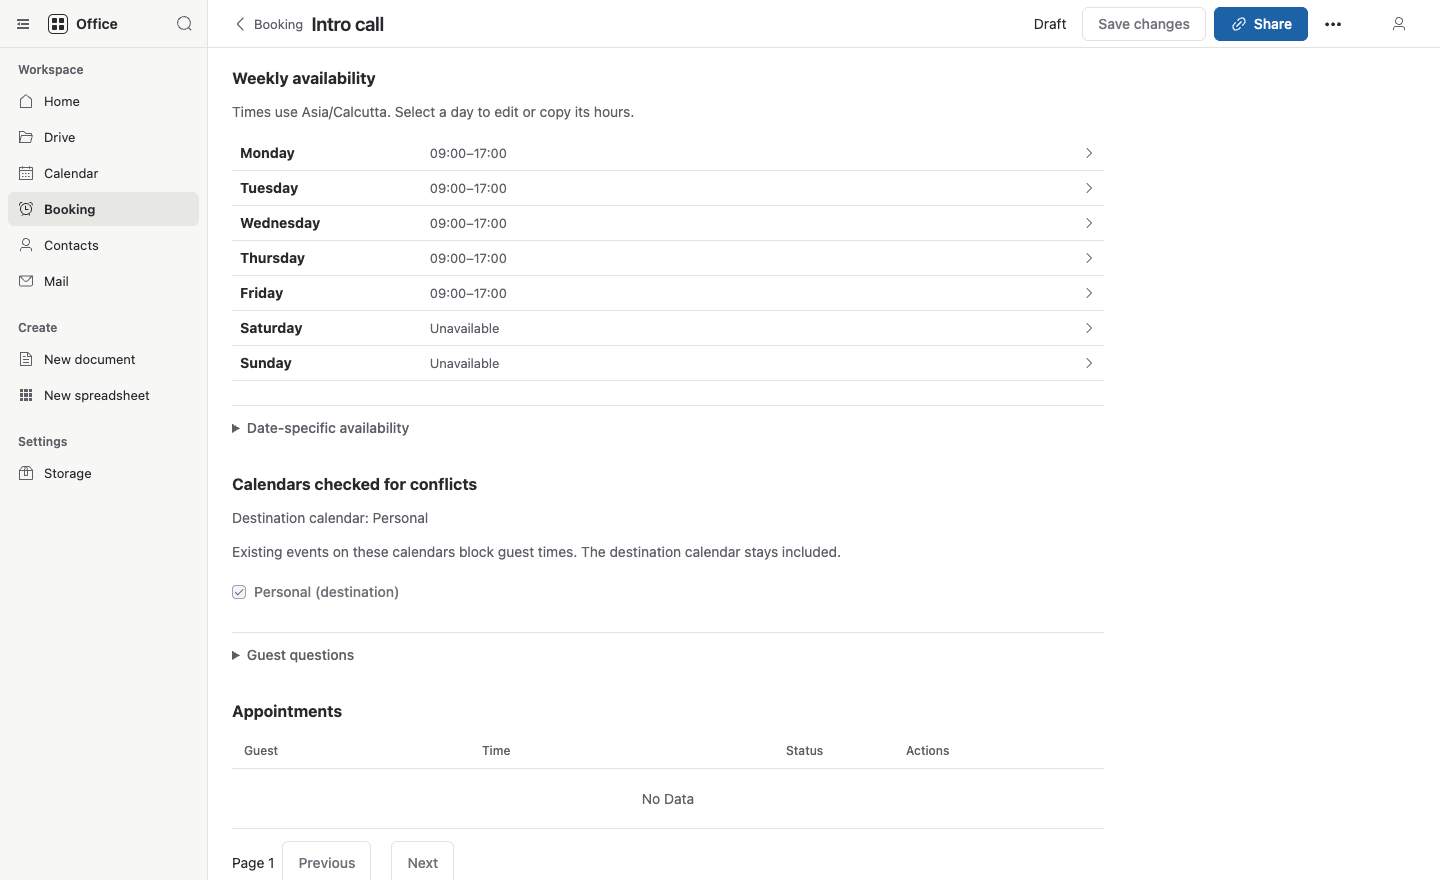 Office
Workspace
Home
Drive
Calendar
Booking
Contacts
Mail
Create
New document
New spreadsheet
Settings
Storage
Booking Intro call
Draft Save changes Share
Weekly availability
Times use Asia/Calcutta. Select a day to edit or copy its hours.
Monday 09:00–17:00
Tuesday 09:00–17:00
Wednesday 09:00–17:00
Thursday 09:00–17:00
Friday 09:00–17:00
Saturday Unavailable
Sunday Unavailable
Date-specific availability
Calendars checked for conflicts
Destination calendar: Personal
Existing events on these calendars block guest times. The destination calendar stays included.
Personal (destination)
Guest questions
Appointments
Guest Time Status Actions
No Data
Page 1 Previous Next